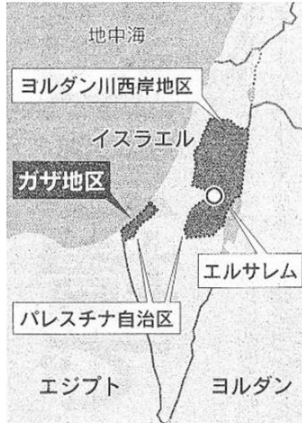 地中海
ヨルダン川西岸地区
イスラエル
ガザ地区
エルサレム
パレスチナ自治区
エジプト
ヨルダン